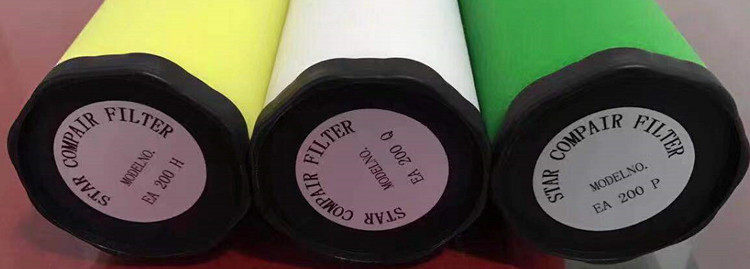 STAR COMPAIR FILTER
MODELNO.
EA 200 H
STAR COMPAIR FILTER
MODELNO.
EA 200 Q
STAR COMPAIR FILTER
MODELNO.
EA 200 P